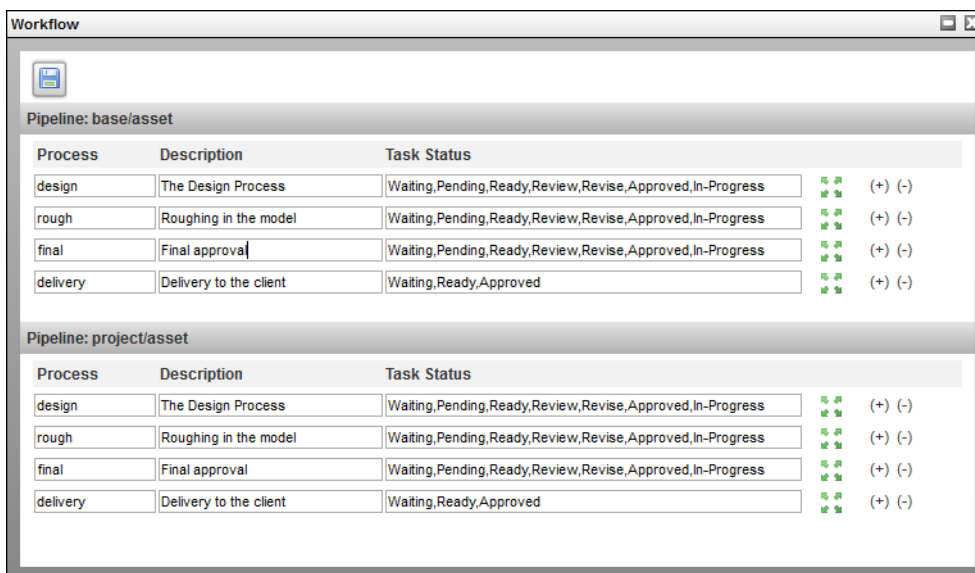 Workflow
Pipeline: base/asset
Process Description Task Status
design The Design Process Waiting,Pending,Ready,Review,Revise,Approved,In-Progress (+) (-)
rough Roughing in the model Waiting,Pending,Ready,Review,Revise,Approved,In-Progress (+) (-)
final Final approval Waiting,Pending,Ready,Review,Revise,Approved,In-Progress (+) (-)
delivery Delivery to the client Waiting,Ready,Approved (+) (-)
Pipeline: project/asset
Process Description Task Status
design The Design Process Waiting,Pending,Ready,Review,Revise,Approved,In-Progress (+) (-)
rough Roughing in the model Waiting,Pending,Ready,Review,Revise,Approved,In-Progress (+) (-)
final Final approval Waiting,Pending,Ready,Review,Revise,Approved,In-Progress (+) (-)
delivery Delivery to the client Waiting,Ready,Approved (+) (-)